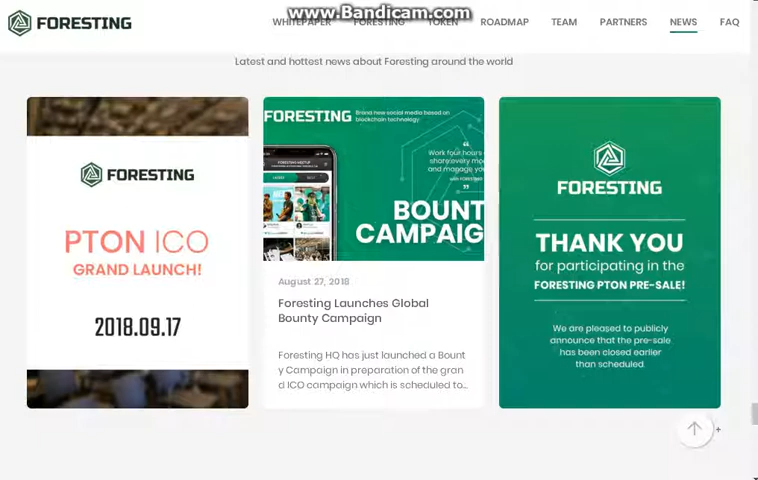 www.Bandicam.com
FORESTING
WHITEPAPER FORESTING TOKEN ROADMAP TEAM PARTNERS NEWS FAQ
Latest and hottest news about Foresting around the world
FORESTING
PTON ICO
GRAND LAUNCH!
2018.09.17
FORESTING
Brand new social media based on
blockchain technology
“
Work four hours
share every mo
and manage yo
with FORESTING
”
BOUNT
CAMPAIG
August 27, 2018
Foresting Launches Global
Bounty Campaign
Foresting HQ has just launched a Bount
y Campaign in preparation of the gran
d ICO campaign which is scheduled to...
FORESTING
THANK YOU
for participating in the
FORESTING PTON PRE-SALE!
We are pleased to publicly
announce that the pre-sale
has been closed earlier
than scheduled.
+